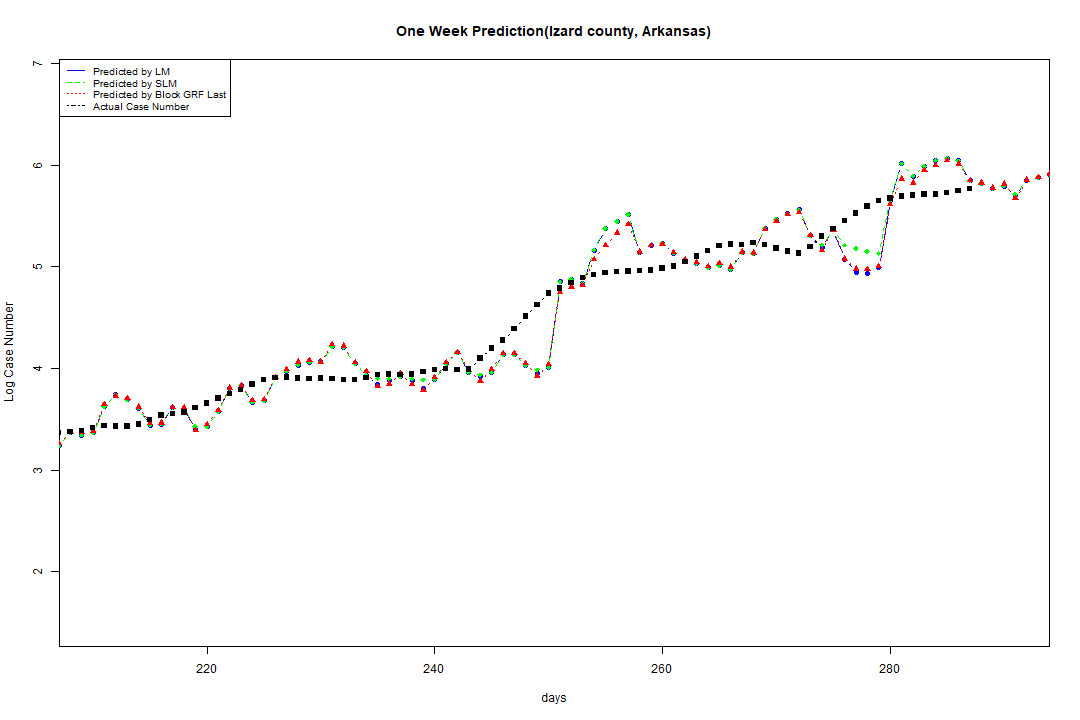 One Week Prediction(Izard county, Arkansas)
Predicted by LM
Predicted by SLM
Predicted by Block GRF Last
Actual Case Number
7
6
5
4
3
2
Log Case Number
220 240 260 280
days